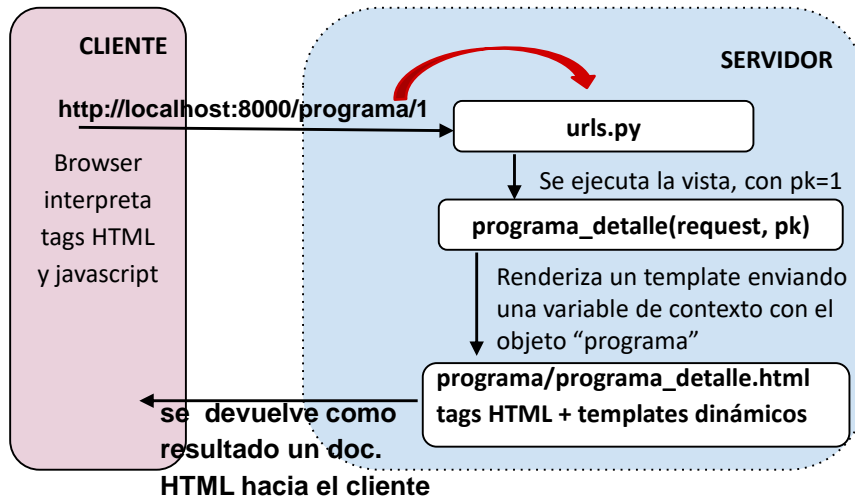 CLIENTE
SERVIDOR
http://localhost:8000/programa/1
urls.py
Browser
interpreta
tags HTML
y javascript
Se ejecuta la vista, con pk=1
programa_detalle(request, pk)
Renderiza un template enviando
una variable de contexto con el
objeto “programa”
programa/programa_detalle.html
tags HTML + templates dinámicos
se devuelve como
resultado un doc.
HTML hacia el cliente